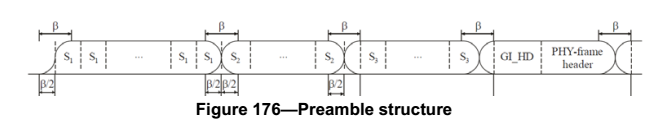 β β β β β
S₁ S₁ ... S₁ S₁ S₂ ... S₂ S₃ ... S₃ GI_HD PHY-frame
header
β/2 β/2 β/2 β/2
Figure 176—Preamble structure